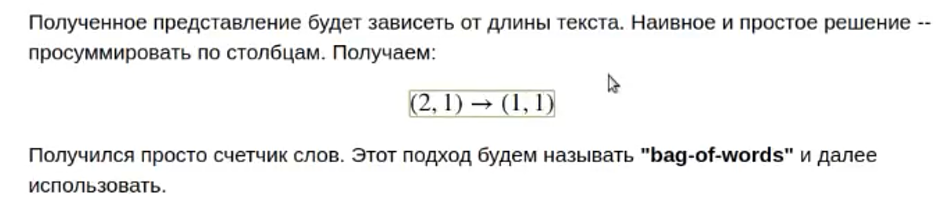 Полученное представление будет зависеть от длины текста. Наивное и простое решение --
просуммировать по столбцам. Получаем:
(2, 1) → (1, 1)
Получился просто счетчик слов. Этот подход будем называть "bag-of-words" и далее
использовать.